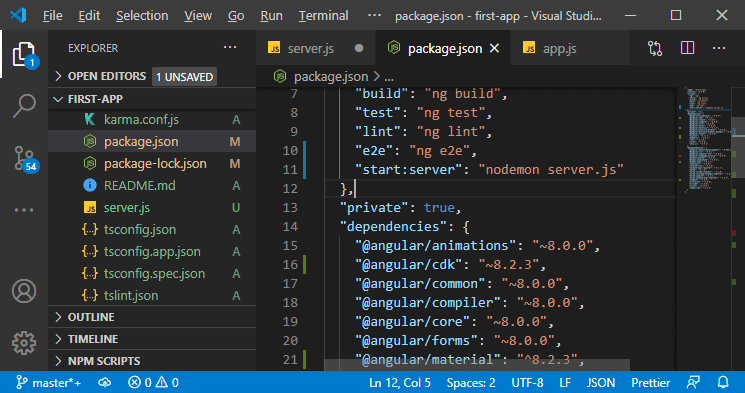 File Edit View Go Run Terminal ··· package.json - first-app - Visual Studi...
EXPLORER
OPEN EDITORS 1 UNSAVED
FIRST-APP
karma.conf.js A
package.json M
package-lock.json M
README.md A
server.js U
{..} tsconfig.json A
{..} tsconfig.app.json A
{..} tsconfig.spec.json A
{..} tslint.json A
OUTLINE
TIMELINE
NPM SCRIPTS
1
54
JS server.js
package.json
JS app.js
package.json > ...
7 "build": "ng build",
8 "test": "ng test",
9 "lint": "ng lint",
10 "e2e": "ng e2e",
11 "start:server": "nodemon server.js"
12 },
13 "private": true,
14 "dependencies": {
15 "@angular/animations": "~8.0.0",
16 "@angular/cdk": "~8.2.3",
17 "@angular/common": "~8.0.0",
18 "@angular/compiler": "~8.0.0",
19 "@angular/core": "~8.0.0",
20 "@angular/forms": "~8.0.0",
21 "@angular/material": "^8.2.3",
master*+ 0 0 Ln 12, Col 5 Spaces: 2 UTF-8 LF JSON Prettier